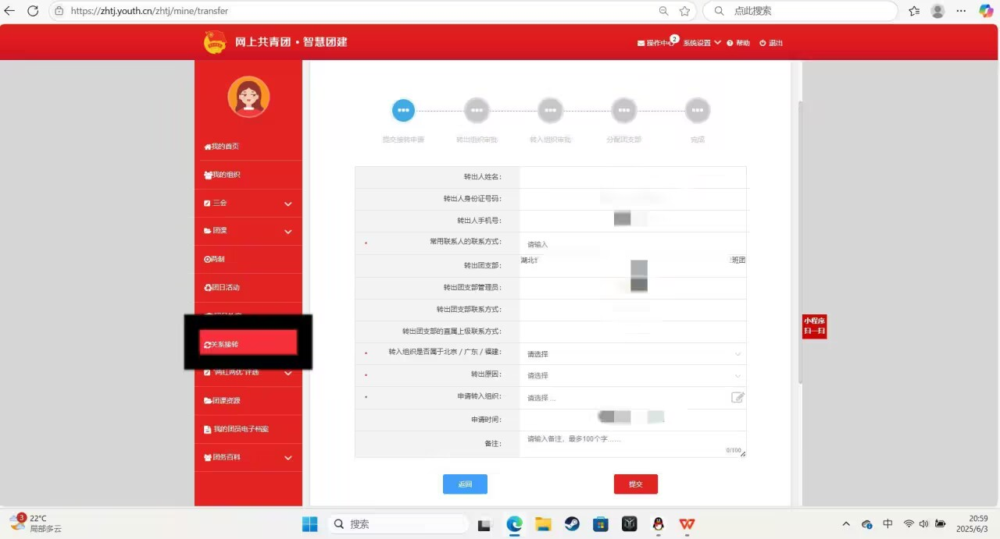 https://zhtj.youth.cn/zhtj/mine/transfer
点此搜索
网上共青团·智慧团建
操作中心
2
系统设置
帮助
退出
我的首页
我的组织
三会
团课
两制
团日活动
关系接转
"两红两优"评选
团课资源
我的团员电子档案
团务百科
提交接转申请
转出组织审批
转入组织审批
分配团支部
完成
转出人姓名：
转出人身份证号码：
转出人手机号：
常用联系人的联系方式：
请输入
转出团支部：
湖北
班团
转出团支部管理员：
转出团支部联系方式：
转出团支部的直属上级联系方式：
转入组织是否属于北京/广东/福建：
请选择
转出原因：
请选择
申请转入组织：
请选择 ...
申请时间：
备注：
请输入备注，最多100个字......
0/100
返回
提交
小程序
扫一扫
3
22°C
局部多云
搜索
中
20:59
2025/6/3